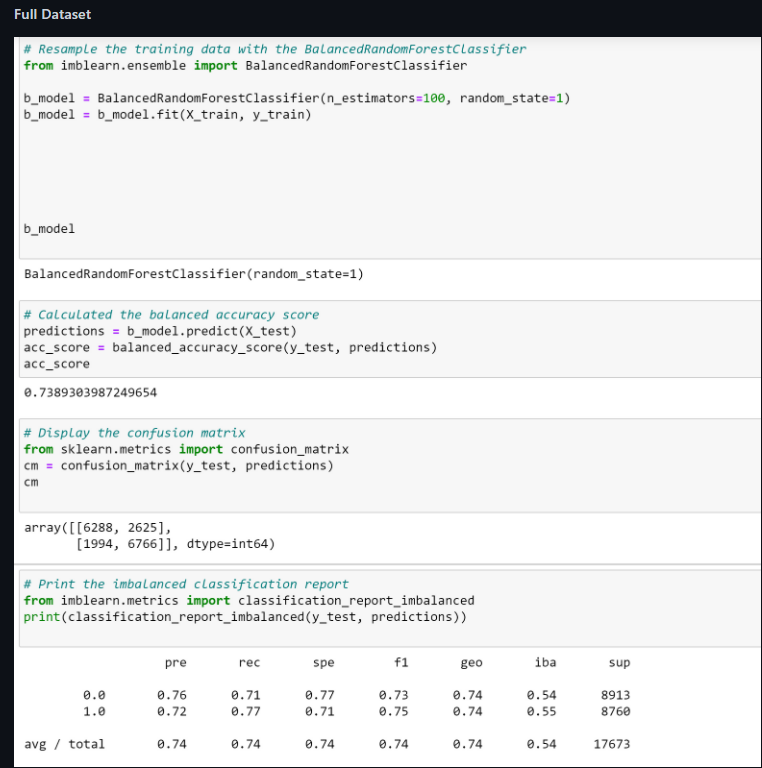 Full Dataset
# Resample the training data with the BalancedRandomForestClassifier
from imblearn.ensemble import BalancedRandomForestClassifier
b_model = BalancedRandomForestClassifier(n_estimators=100, random_state=1)
b_model = b_model.fit(X_train, y_train)
b_model
BalancedRandomForestClassifier(random_state=1)
# Calculated the balanced accuracy score
predictions = b_model.predict(X_test)
acc_score = balanced_accuracy_score(y_test, predictions)
acc_score
0.7389303987249654
# Display the confusion matrix
from sklearn.metrics import confusion_matrix
cm = confusion_matrix(y_test, predictions)
cm
array([[6288, 2625],
       [1994, 6766]], dtype=int64)
# Print the imbalanced classification report
from imblearn.metrics import classification_report_imbalanced
print(classification_report_imbalanced(y_test, predictions))
pre rec spe f1 geo iba sup
0.0 0.76 0.71 0.77 0.73 0.74 0.54 8913
1.0 0.72 0.77 0.71 0.75 0.74 0.55 8760
avg / total 0.74 0.74 0.74 0.74 0.74 0.54 17673